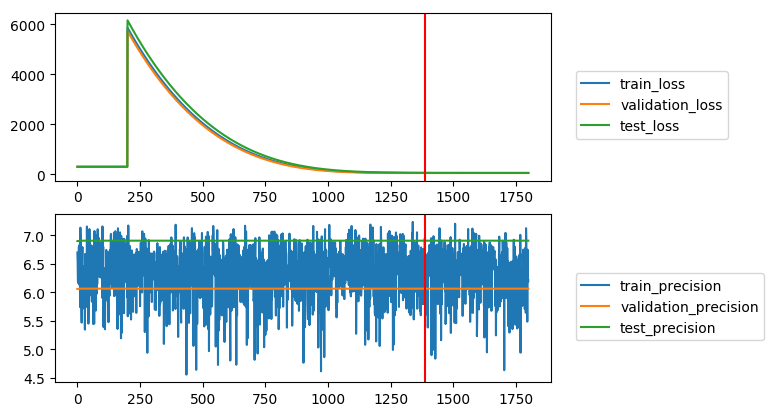 6000
4000
2000
0
0 250 500 750 1000 1250 1500 1750
train_loss
validation_loss
test_loss
7.0
6.5
6.0
5.5
5.0
4.5
0 250 500 750 1000 1250 1500 1750
train_precision
validation_precision
test_precision